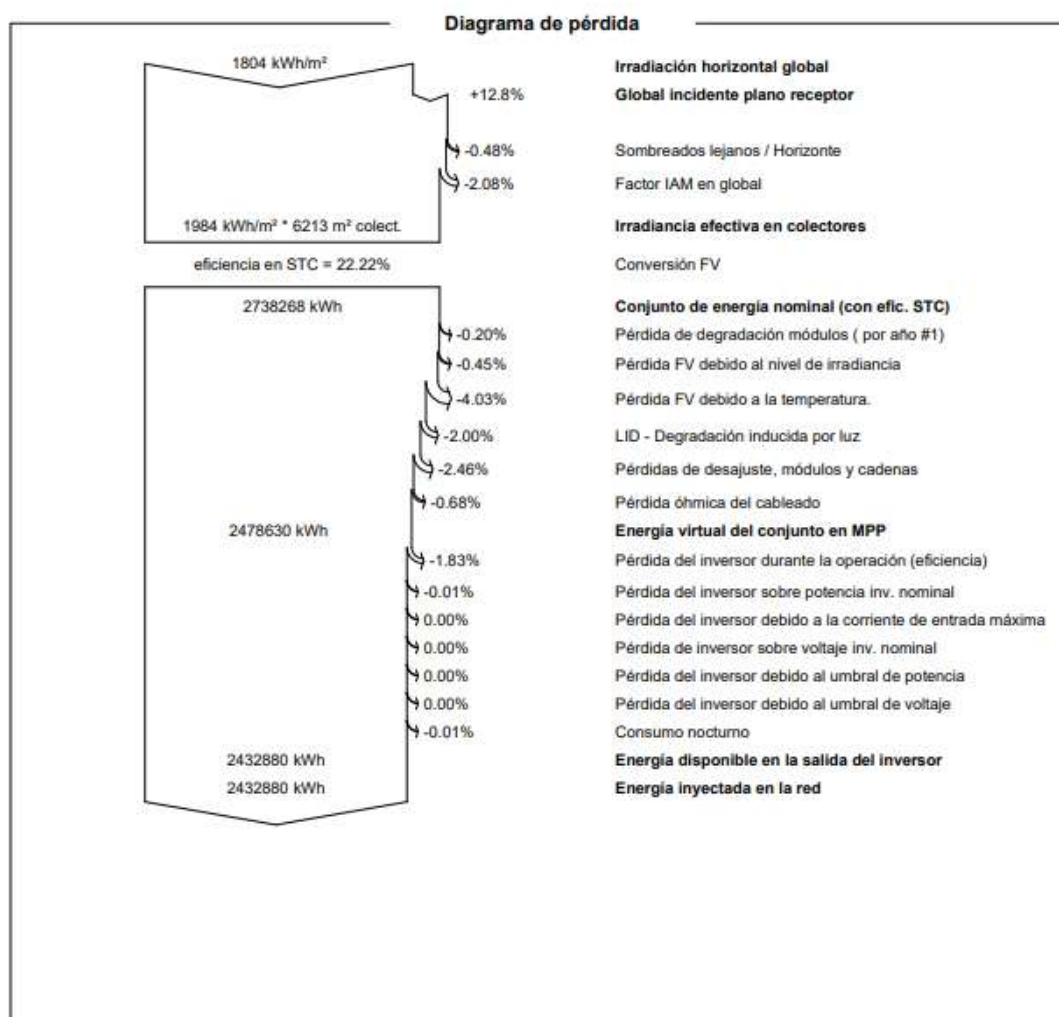 Diagrama de pérdida
1804 kWh/m² Irradiación horizontal global
+12.8% Global incidente plano receptor
-0.48% Sombreados lejanos / Horizonte
-2.08% Factor IAM en global
1984 kWh/m² * 6213 m² colect. Irradiancia efectiva en colectores
eficiencia en STC = 22.22% Conversión FV
2738268 kWh Conjunto de energía nominal (con efic. STC)
-0.20% Pérdida de degradación módulos ( por año #1)
-0.45% Pérdida FV debido al nivel de irradiancia
-4.03% Pérdida FV debido a la temperatura.
-2.00% LID - Degradación inducida por luz
-2.46% Pérdidas de desajuste, módulos y cadenas
-0.68% Pérdida óhmica del cableado
2478630 kWh Energía virtual del conjunto en MPP
-1.83% Pérdida del inversor durante la operación (eficiencia)
-0.01% Pérdida del inversor sobre potencia inv. nominal
0.00% Pérdida del inversor debido a la corriente de entrada máxima
0.00% Pérdida de inversor sobre voltaje inv. nominal
0.00% Pérdida del inversor debido al umbral de potencia
0.00% Pérdida del inversor debido al umbral de voltaje
-0.01% Consumo nocturno
2432880 kWh Energía disponible en la salida del inversor
2432880 kWh Energía inyectada en la red